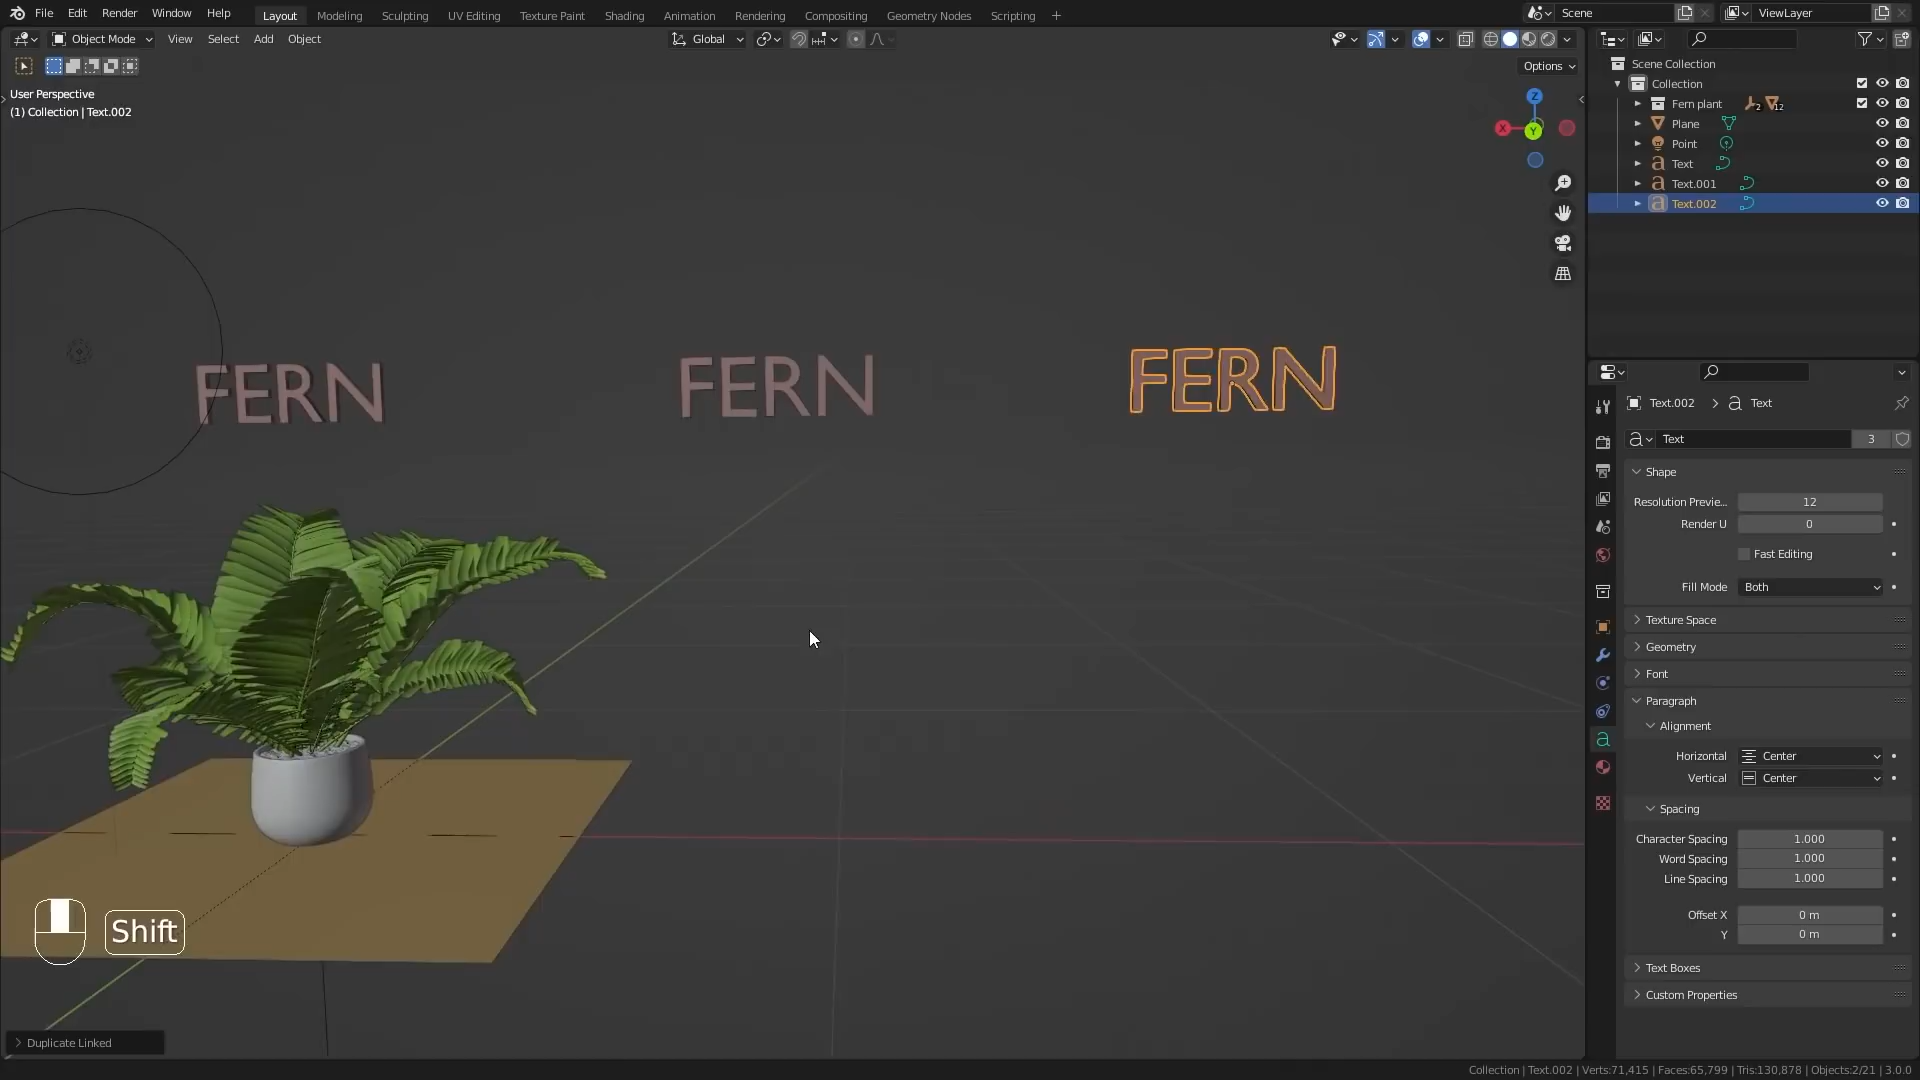 File Edit Render Window Help
Layout Modeling Sculpting UV Editing Texture Paint Shading Animation Rendering Compositing Geometry Nodes Scripting +
Scene
ViewLayer
Object Mode
View Select Add Object
Global
Options
User Perspective
(1) Collection | Text.002
Z
X
Y
Scene Collection
Collection
Fern plant 2 12
Plane
Point
Text
Text.001
Text.002
FERN
FERN
FERN
Text.002 > Text
Text 3
Shape
Resolution Previe... 12
Render U 0
Fast Editing
Fill Mode Both
Texture Space
Geometry
Font
Paragraph
Alignment
Horizontal Center
Vertical Center
Spacing
Character Spacing 1.000
Word Spacing 1.000
Line Spacing 1.000
Offset X 0 m
Y 0 m
Text Boxes
Custom Properties
Shift
Duplicate Linked
Collection | Text.002 | Verts:71,415 | Faces:65,799 | Tris:130,878 | Objects:2/21 | 3.0.0